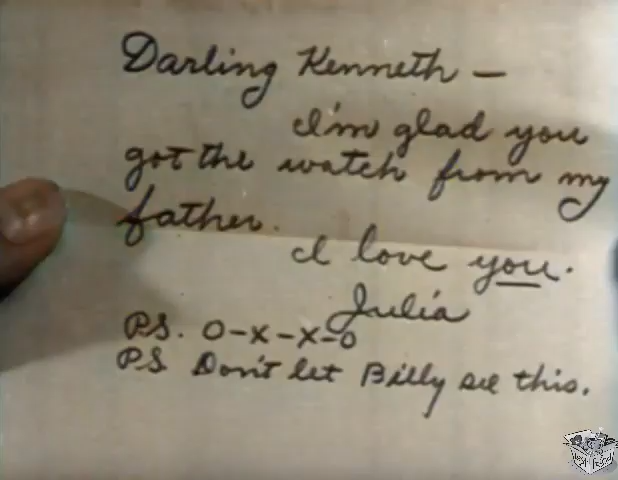 Darling Kenneth –
I'm glad you
got the watch from my
father.
I love you.
Julia
P.S. O-X-X-O
P.S. Don't let Billy see this.